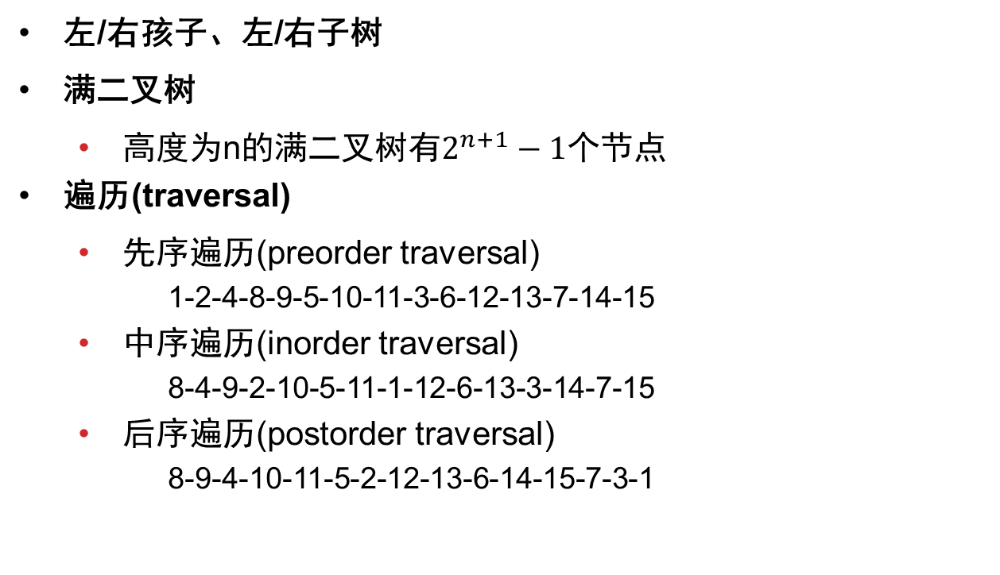 • 左/右孩子、左/右子树
• 满二叉树
• 高度为n的满二叉树有2^{n+1} − 1个节点
• 遍历(traversal)
• 先序遍历(preorder traversal)
1-2-4-8-9-5-10-11-3-6-12-13-7-14-15
• 中序遍历(inorder traversal)
8-4-9-2-10-5-11-1-12-6-13-3-14-7-15
• 后序遍历(postorder traversal)
8-9-4-10-11-5-2-12-13-6-14-15-7-3-1